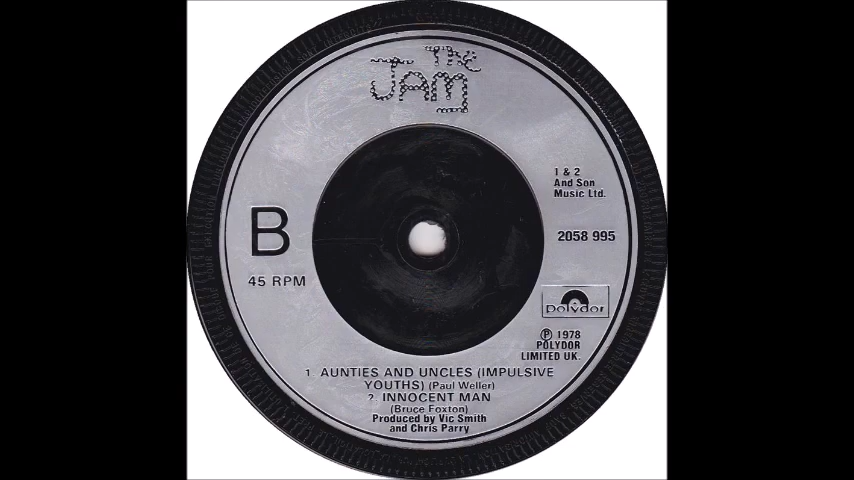 The
JAM
1 & 2
And Son
Music Ltd.
B
2058 995
45 RPM
polydor
Ⓟ 1978
POLYDOR
LIMITED UK.
1. AUNTIES AND UNCLES (IMPULSIVE
YOUTHS) (Paul Weller)
2. INNOCENT MAN
(Bruce Foxton)
Produced by Vic Smith
and Chris Parry